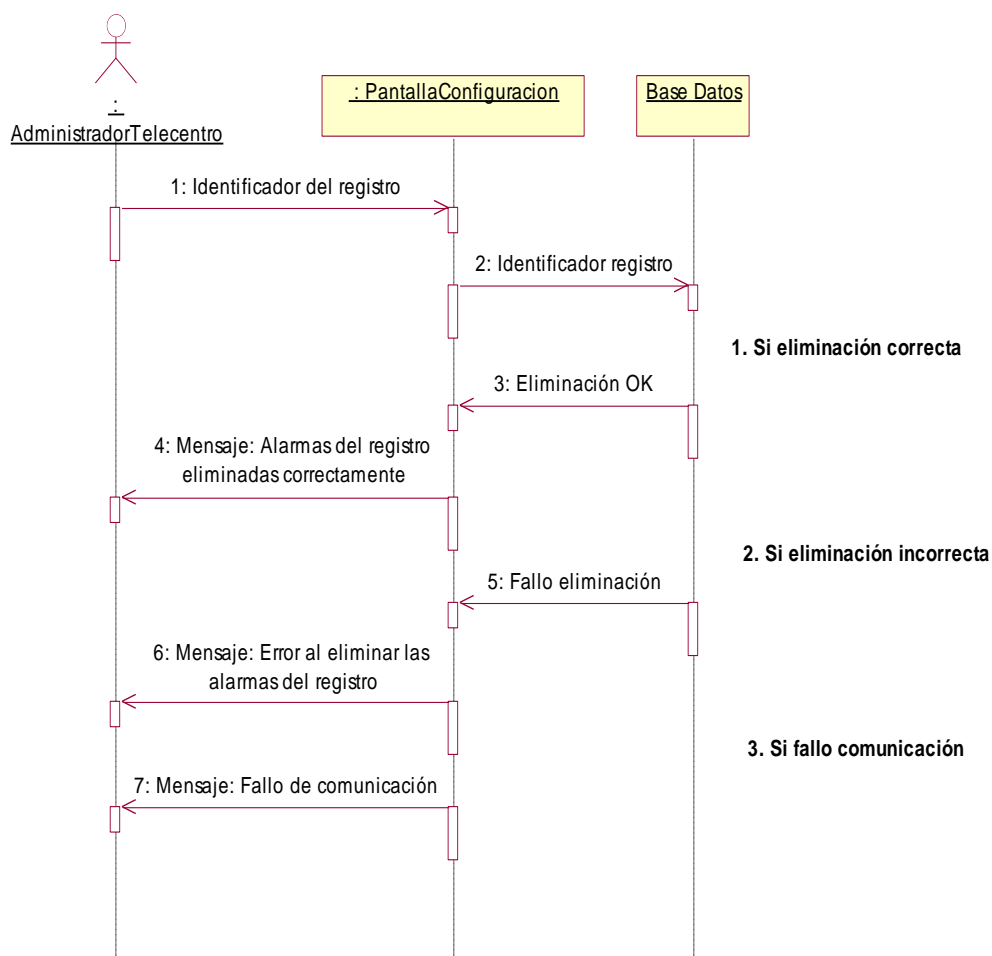 :
AdministradorTelecentro
: PantallaConfiguracion
Base Datos
1: Identificador del registro
2: Identificador registro
1. Si eliminación correcta
3: Eliminación OK
4: Mensaje: Alarmas del registro
eliminadas correctamente
2. Si eliminación incorrecta
5: Fallo eliminación
6: Mensaje: Error al eliminar las
alarmas del registro
3. Si fallo comunicación
7: Mensaje: Fallo de comunicación